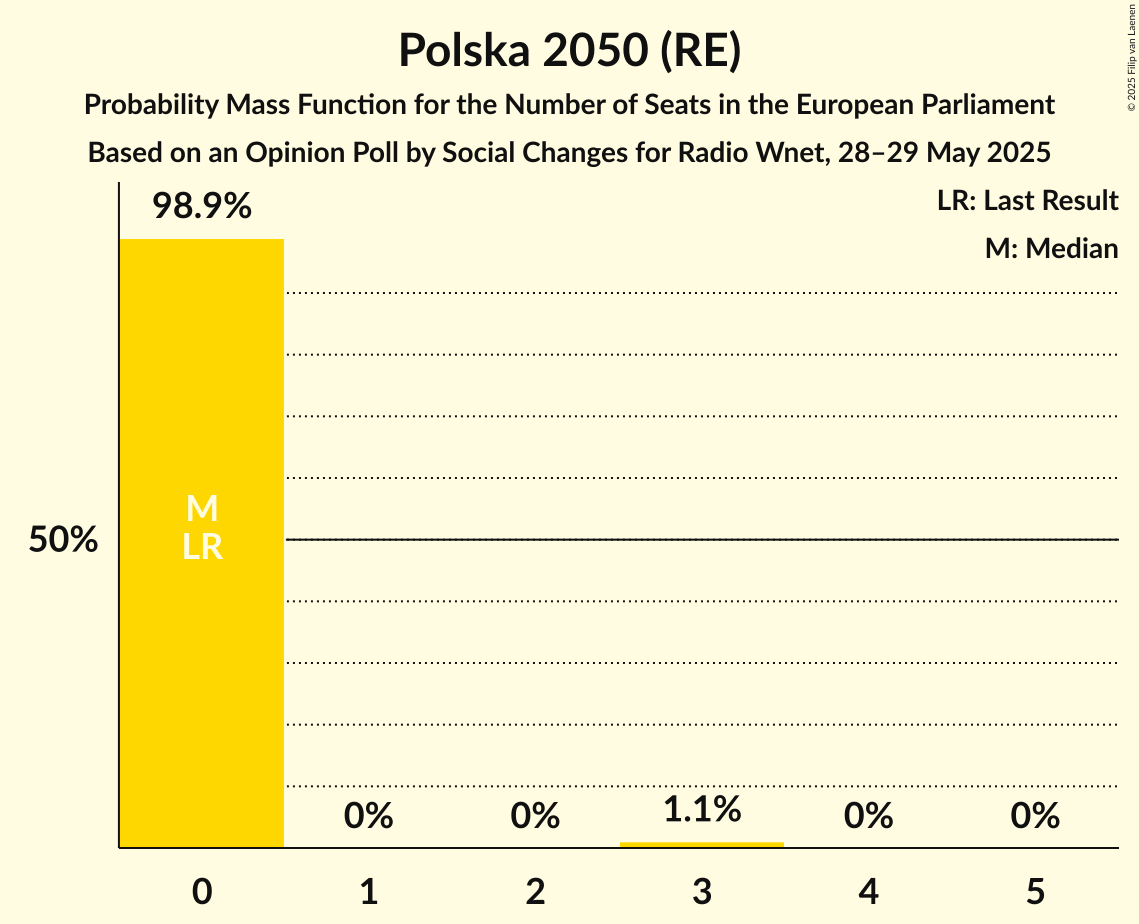 Polska 2050 (RE)
Probability Mass Function for the Number of Seats in the European Parliament
Based on an Opinion Poll by Social Changes for Radio Wnet, 28–29 May 2025
© 2025 Filip van Laenen
LR: Last Result
M: Median
98.9%
M
LR
50%
0%
0%
1.1%
0%
0%
0
1
2
3
4
5